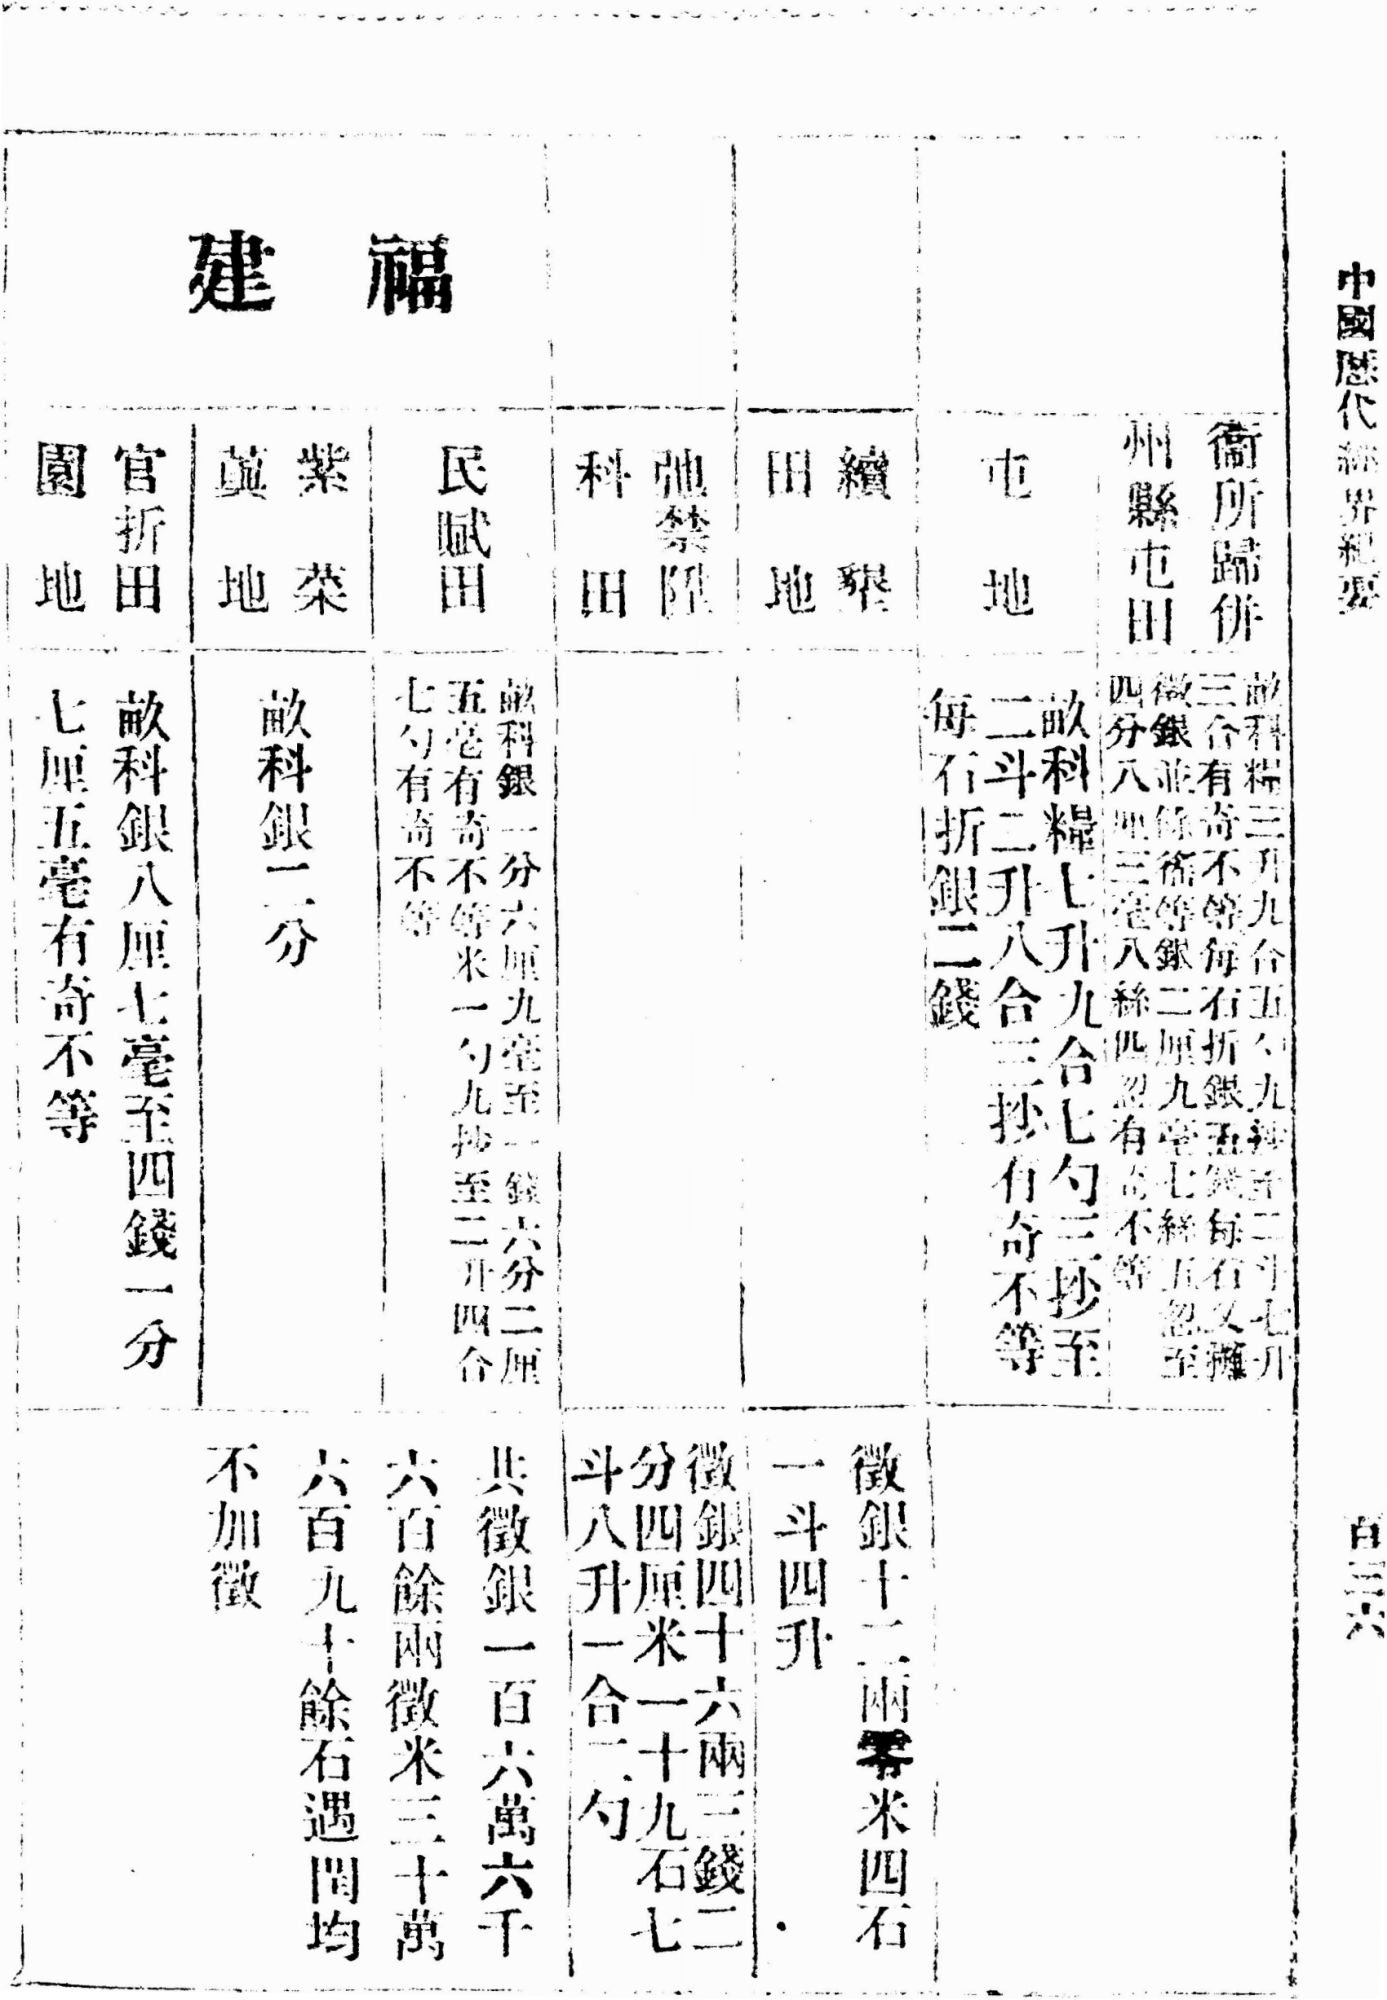 中國歷代經界紀要
百三六
衞所歸併
州縣屯田
畝科糧三升九合五勺九抄至二斗七升
三合有奇不等每石折銀五錢每石又攤
徵銀並餘銜等銀二厘九毫七絲五忽至
四分八厘三毫八絲四忽有奇不等
屯地
畝科糧七升九合七勺三抄至
二斗二升八合三抄有奇不等
每石折銀二錢
續墾
田地
徵銀十二兩零米四石
一斗四升
弛禁陞
科田
徵銀四十六兩三錢二
分四厘米一十九石七
斗八升一合二勺
福建
民賦田
畝科銀一分六厘九毫至一錢六分二厘
五毫有奇不等米一勺九抄至二升四合
七勺有奇不等
紫菜
蓢地
畝科銀二分
官折田
園地
畝科銀八厘七毫至四錢一分
七厘五毫有奇不等
共徵銀一百六萬六千
六百餘兩徵米三十萬
六百九十餘石遇閏均
不加徵